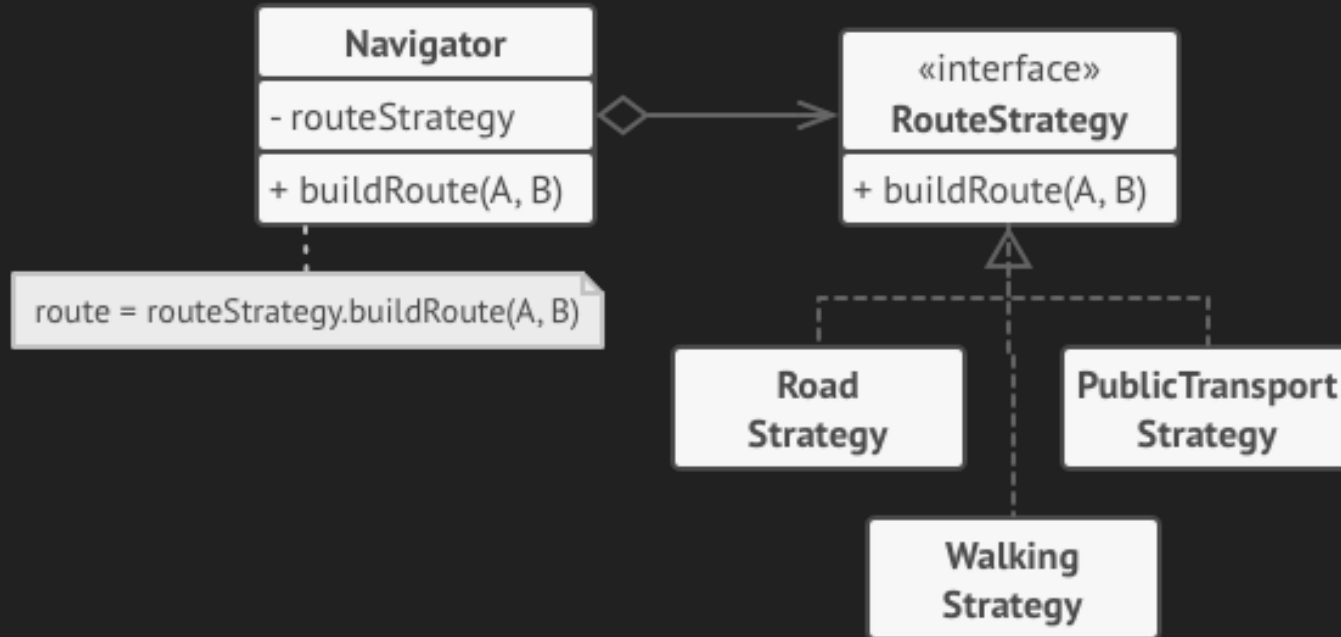 Navigator
- routeStrategy
+ buildRoute(A, B)
route = routeStrategy.buildRoute(A, B)
«interface»
RouteStrategy
+ buildRoute(A, B)
Road
Strategy
PublicTransport
Strategy
Walking
Strategy